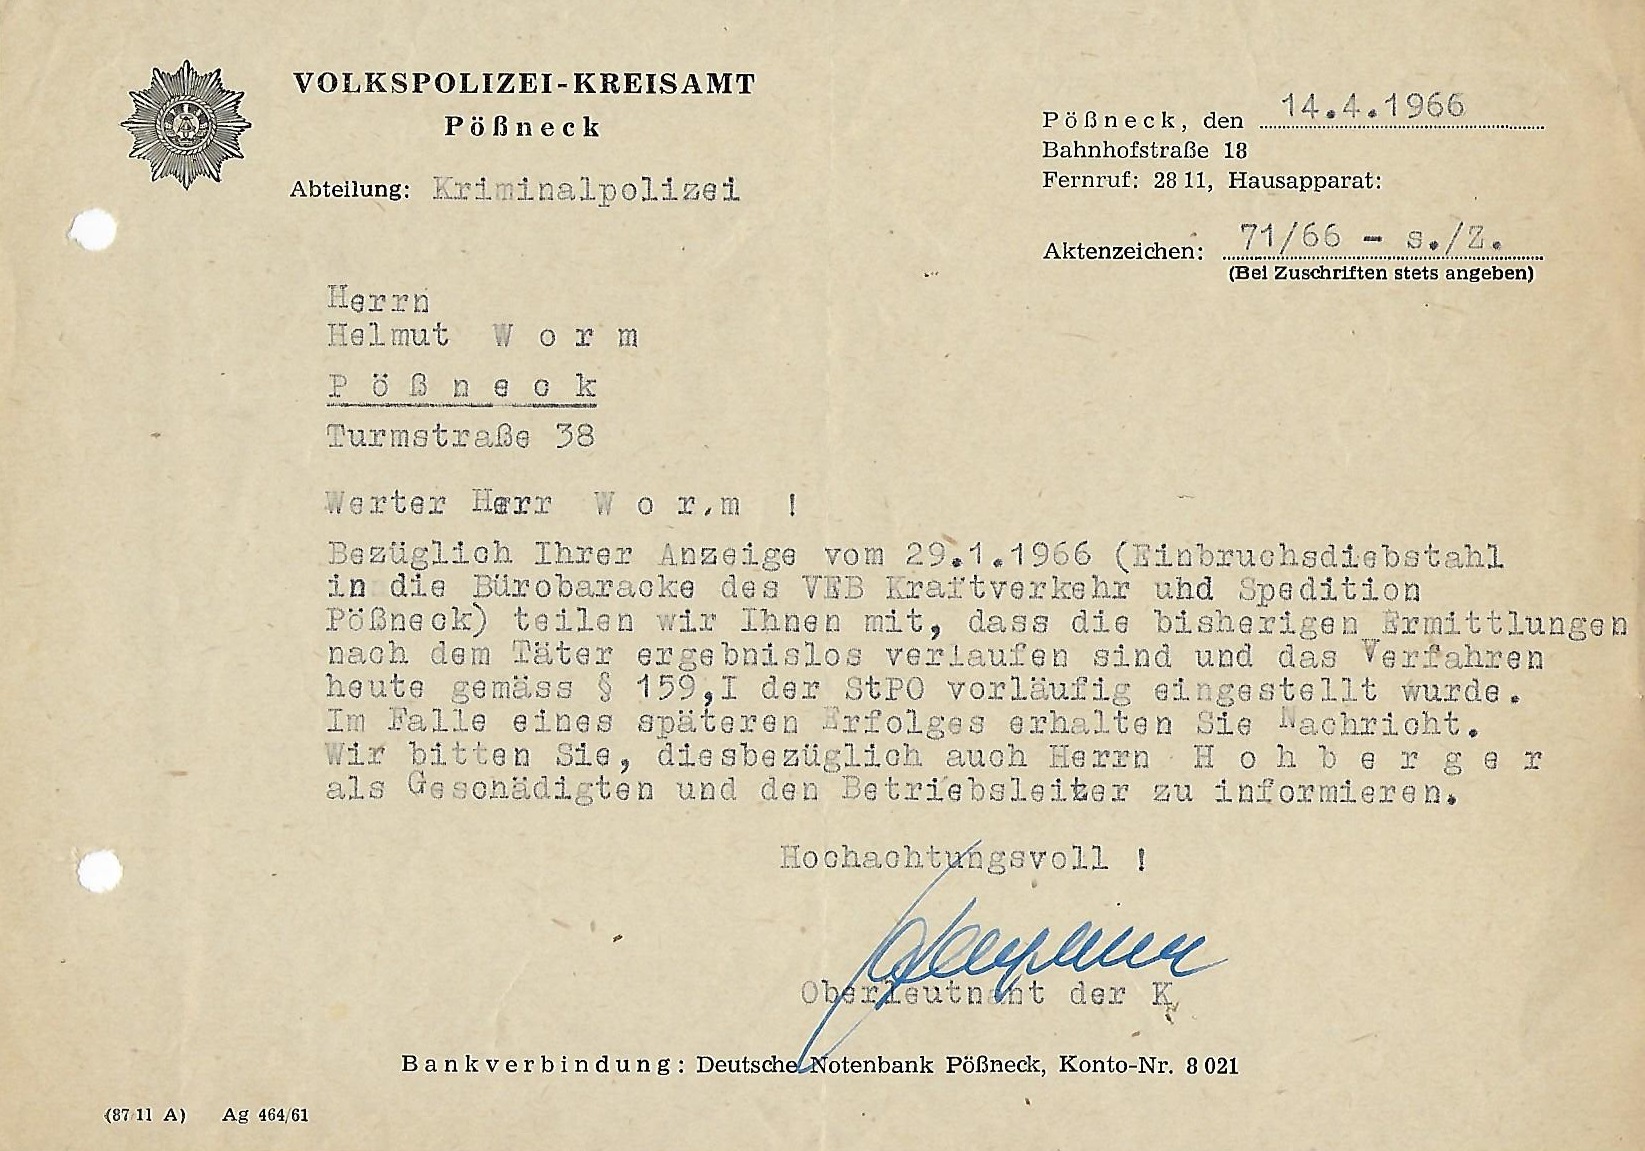 VOLKSPOLIZEI-KREISAMT
Pößneck
Abteilung: Kriminalpolizei
Pößneck, den 14.4.1966
Bahnhofstraße 18
Fernruf: 28 11, Hausapparat:
Aktenzeichen: 71/66 - s./Z.
(Bei Zuschriften stets angeben)
Herrn
Helmut W o r m
P ö ß n e c k
Turmstraße 38
Werter Herr W o r.m !
Bezüglich Ihrer Anzeige vom 29.1.1966 (Einbruchsdiebstahl
in die Bürobaracke des VEB Kraftverkehr uhd Spedition
Pößneck) teilen wir Ihnen mit, dass die bisherigen Ermittlungen
nach dem Täter ergebnislos verlaufen sind und das Verfahren
heute gemäss § 159,I der StPO vorläufig eingestellt wurde.
Im Falle eines späteren Erfolges erhalten Sie Nachricht.
Wir bitten Sie, diesbezüglich auch Herrn H o h b e r g e r
als Geschädigten und den Betriebsleiter zu informieren.
Hochachtungsvoll !
Oberleutnant der K
Bankverbindung: Deutsche Notenbank Pößneck, Konto-Nr. 8 021
(87 11 A) Ag 464/61